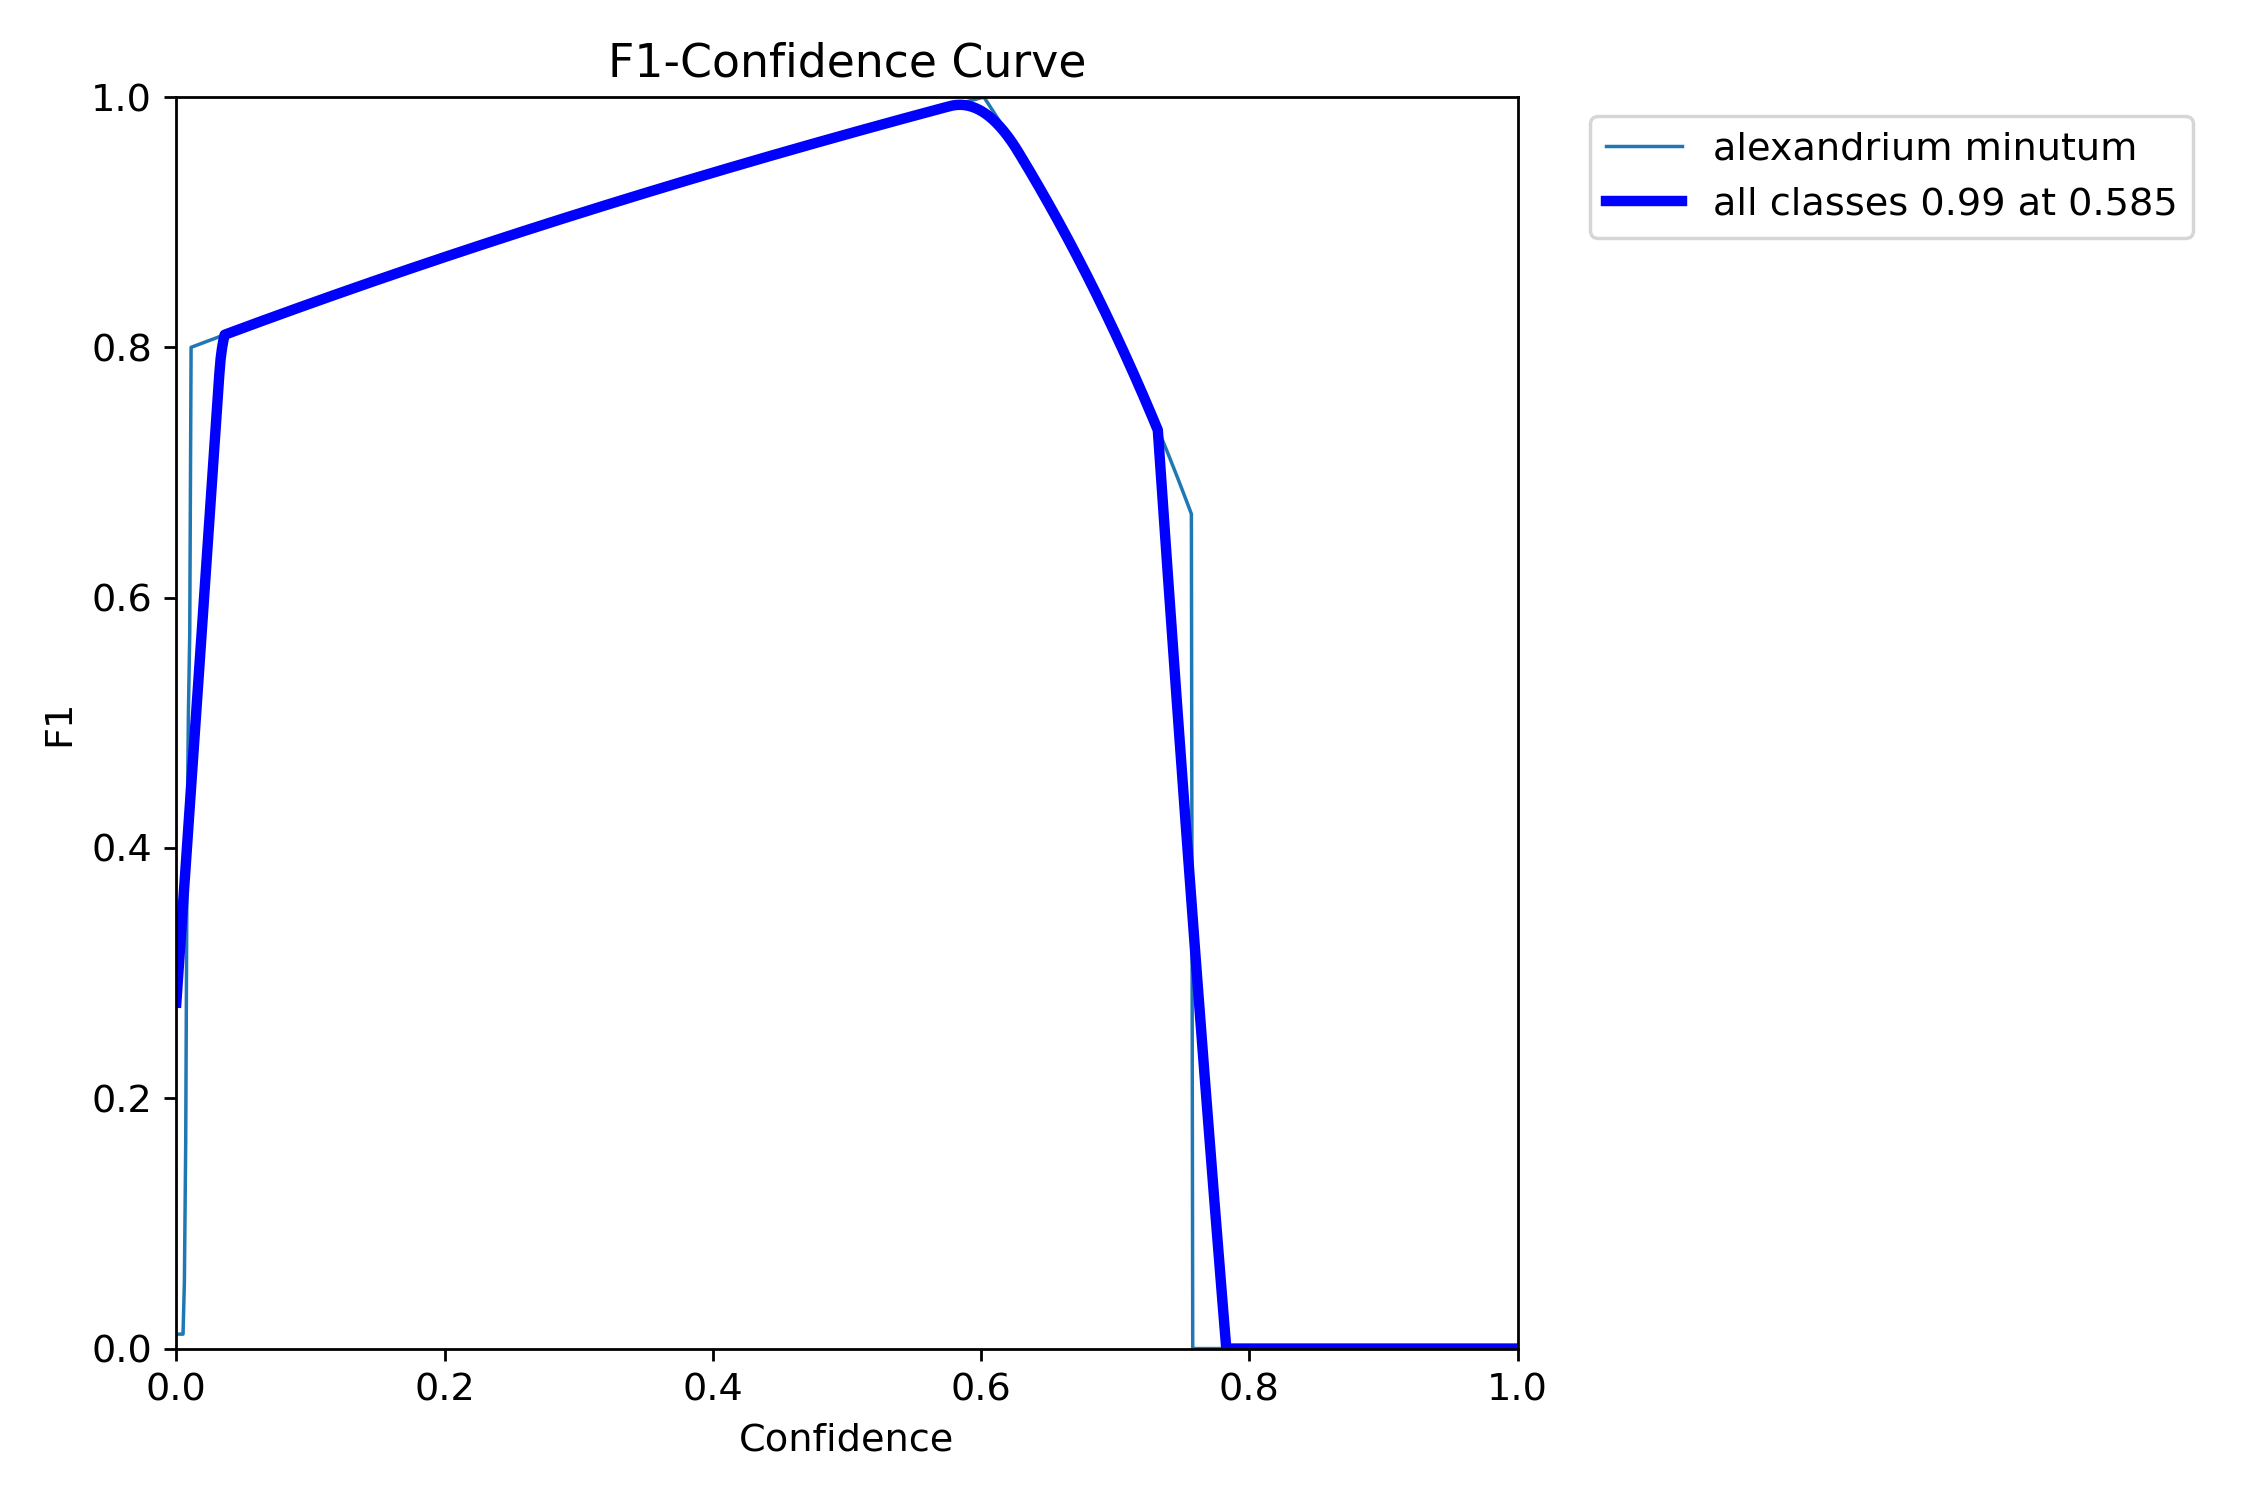 F1-Confidence Curve
alexandrium minutum
all classes 0.99 at 0.585
1.0
0.8
0.6
0.4
0.2
0.0
F1
0.0 0.2 0.4 0.6 0.8 1.0
Confidence